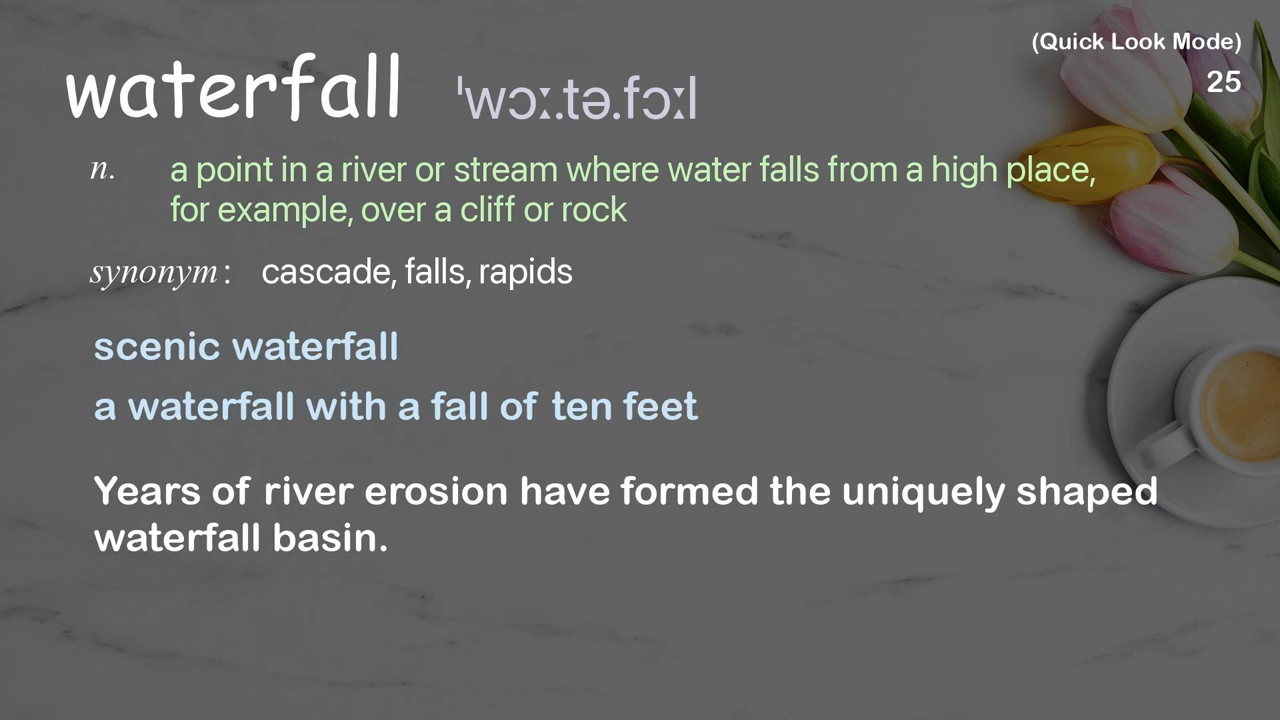 (Quick Look Mode)
25
waterfall ˈwɔː.tə.fɔːl
n. a point in a river or stream where water falls from a high place,
for example, over a cliff or rock
synonym: cascade, falls, rapids
scenic waterfall
a waterfall with a fall of ten feet
Years of river erosion have formed the uniquely shaped
waterfall basin.